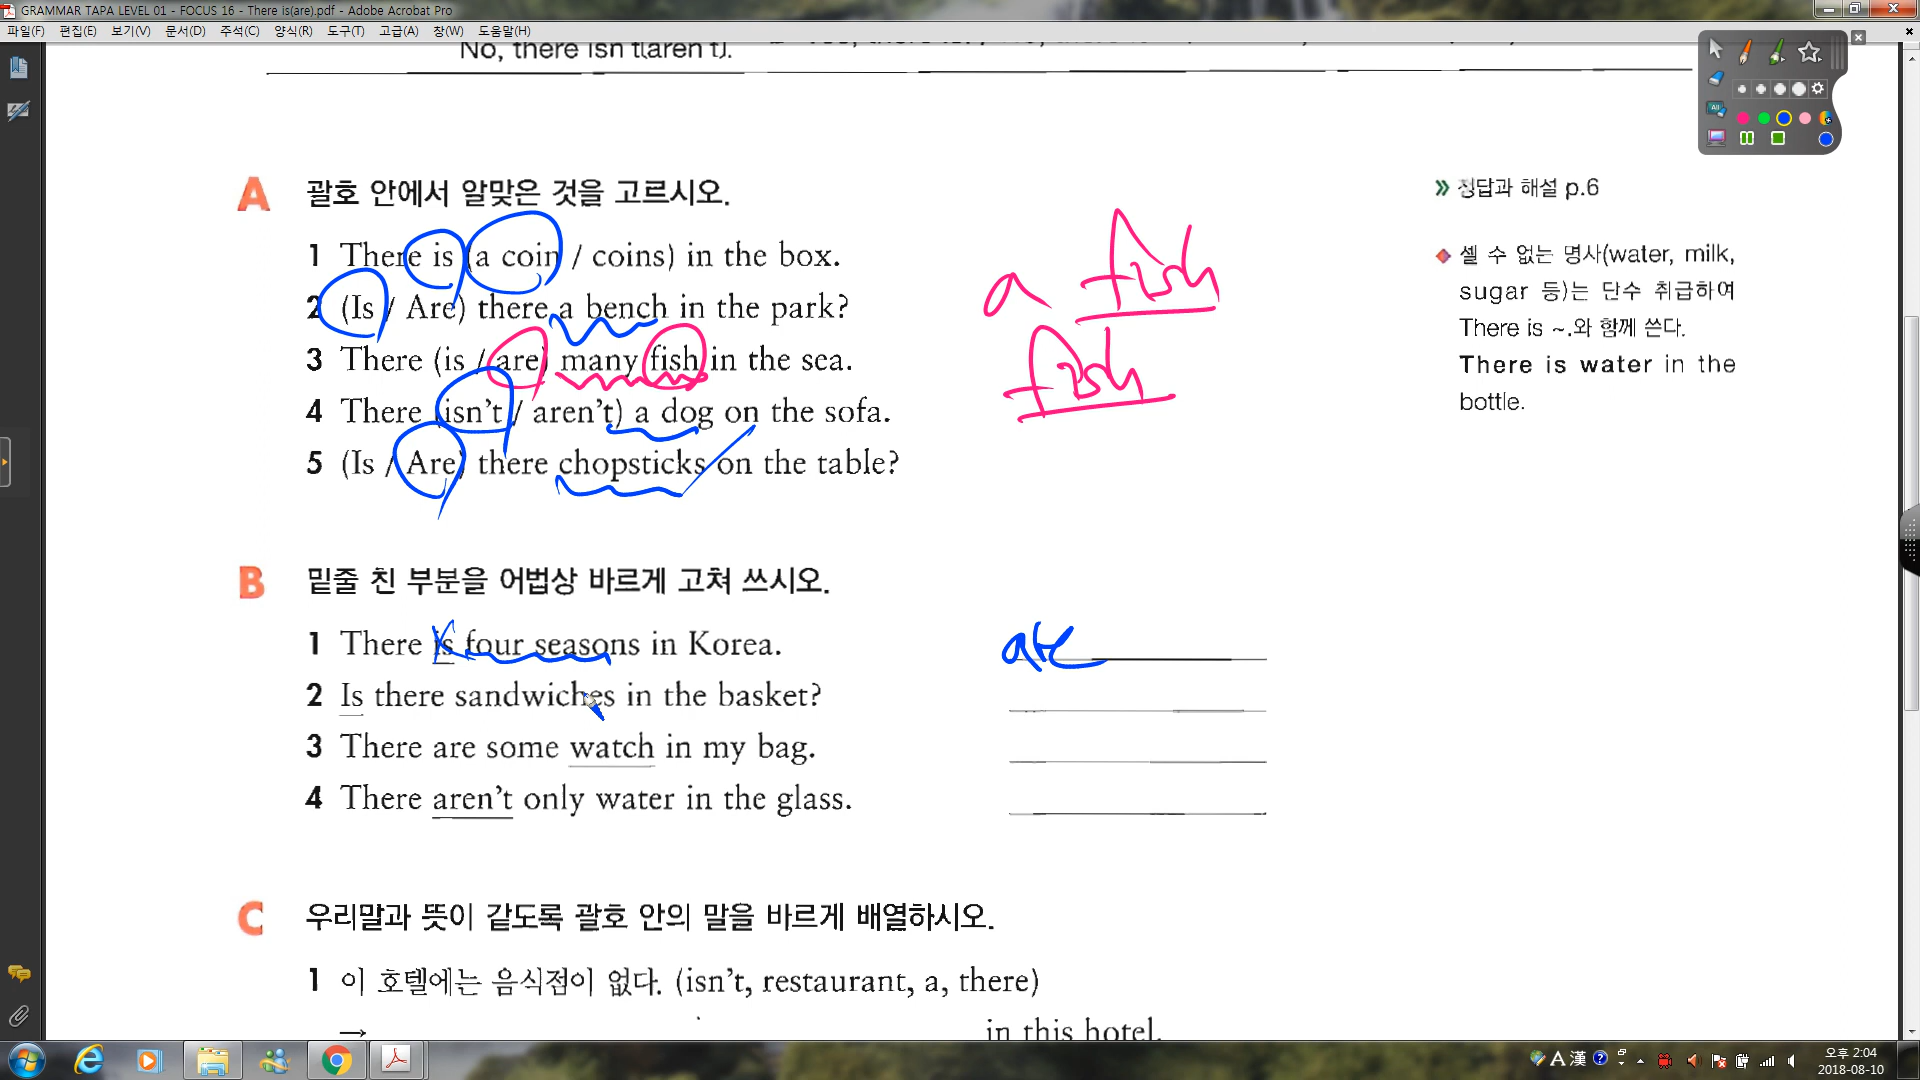 GRAMMAR TAPA LEVEL 01 - FOCUS 16 - There is(are).pdf - Adobe Acrobat Pro
파일(F) 편집(E) 보기(V) 문서(D) 주석(C) 양식(R) 도구(T) 고급(A) 창(W) 도움말(H)
No, there isn't(aren't).
A 괄호 안에서 알맞은 것을 고르시오.
1 There is (a coin / coins) in the box.
2 (Is / Are) there a bench in the park?
3 There (is / are) many fish in the sea.
4 There (isn't / aren't) a dog on the sofa.
5 (Is / Are) there chopsticks on the table?
a fish
fish
정답과 해설 p.6
셀 수 없는 명사(water, milk,
sugar 등)는 단수 취급하여
There is ~.와 함께 쓴다.
There is water in the
bottle.
B 밑줄 친 부분을 어법상 바르게 고쳐 쓰시오.
1 There is four seasons in Korea. are
2 Is there sandwiches in the basket?
3 There are some watch in my bag.
4 There aren't only water in the glass.
C 우리말과 뜻이 같도록 괄호 안의 말을 바르게 배열하시오.
1 이 호텔에는 음식점이 없다. (isn't, restaurant, a, there)
→ in this hotel.
A 漢
오후 2:04
2018-08-10